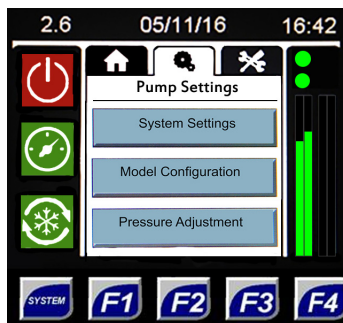 2.6 05/11/16 16:42
Pump Settings
System Settings
Model Configuration
Pressure Adjustment
SYSTEM F1 F2 F3 F4